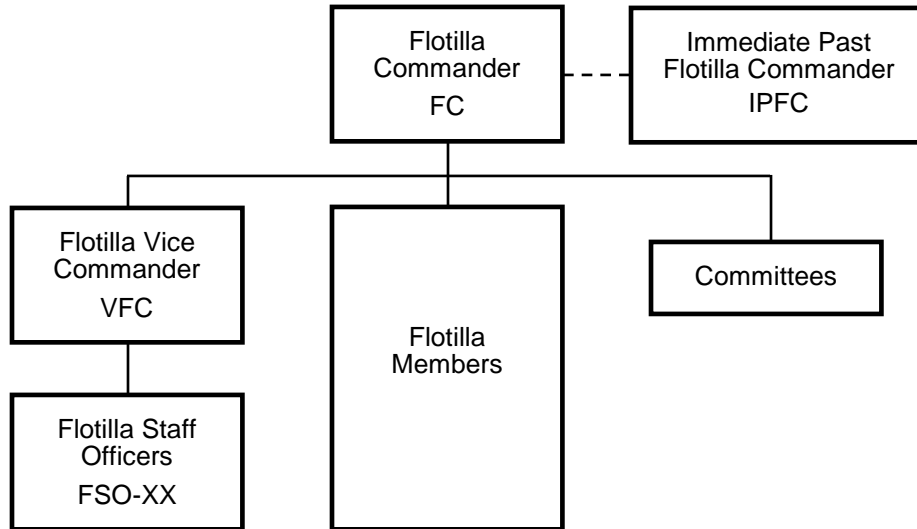 Flotilla
Commander
FC
Immediate Past
Flotilla Commander
IPFC
Flotilla Vice
Commander
VFC
Flotilla
Members
Committees
Flotilla Staff
Officers
FSO-XX